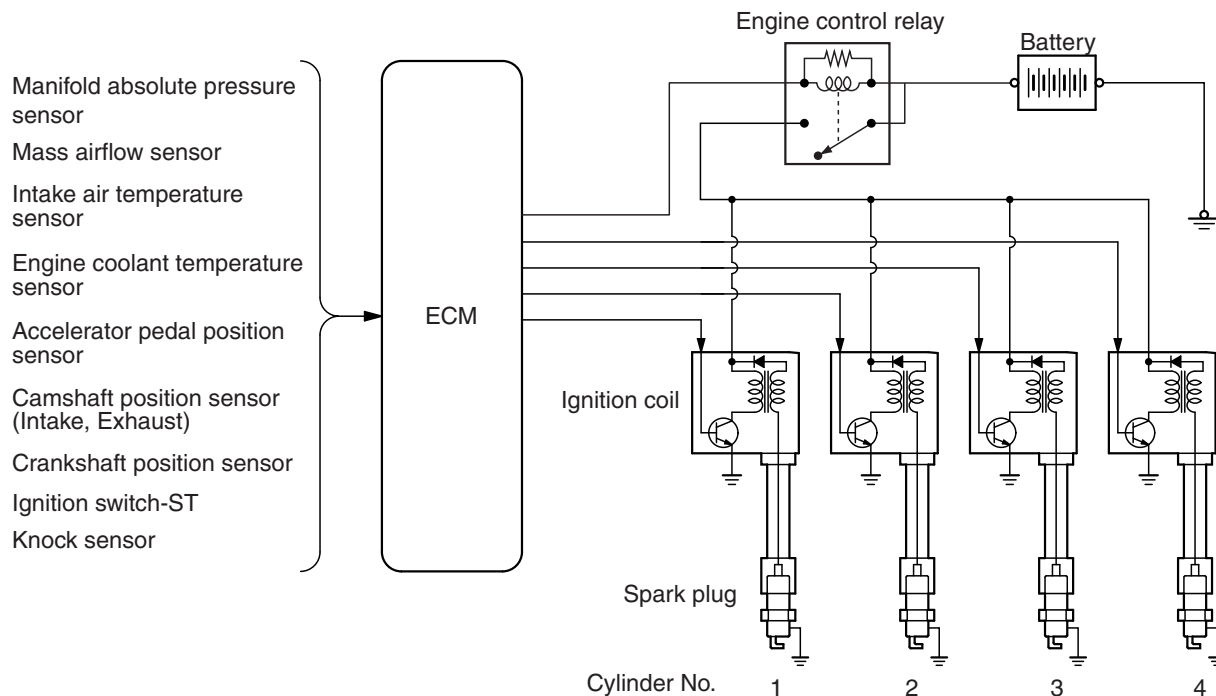 Engine control relay
Battery
Manifold absolute pressure
sensor
Mass airflow sensor
Intake air temperature
sensor
Engine coolant temperature
sensor
Accelerator pedal position
sensor
Camshaft position sensor
(Intake, Exhaust)
Crankshaft position sensor
Ignition switch-ST
Knock sensor
ECM
Ignition coil
Spark plug
Cylinder No. 1 2 3 4